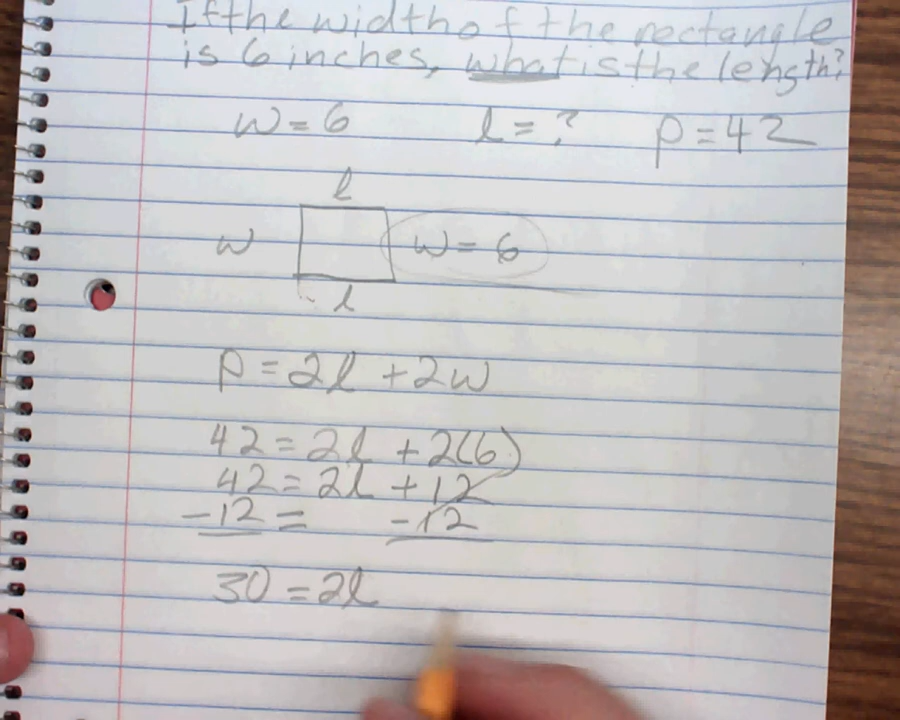 If the width of the rectangle
is 6 inches, what is the length?
w = 6 l = ? p = 42
l
w w = 6
l
P = 2l + 2w
42 = 2l + 2(6)
42 = 2l + 12
-12 = -12
30 = 2l